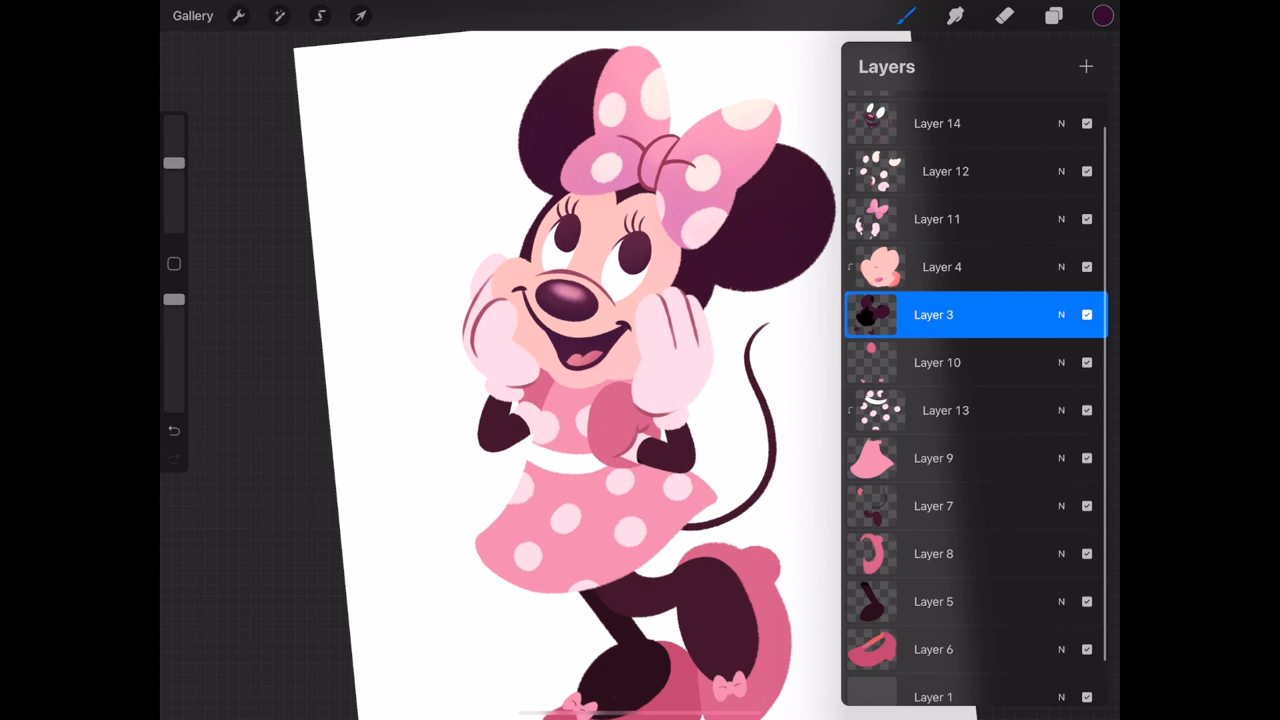 Gallery
Layers
Layer 14 N
Layer 12 N
Layer 11 N
Layer 4 N
Layer 3 N
Layer 10 N
Layer 13 N
Layer 9 N
Layer 7 N
Layer 8 N
Layer 5 N
Layer 6 N
Layer 1 N